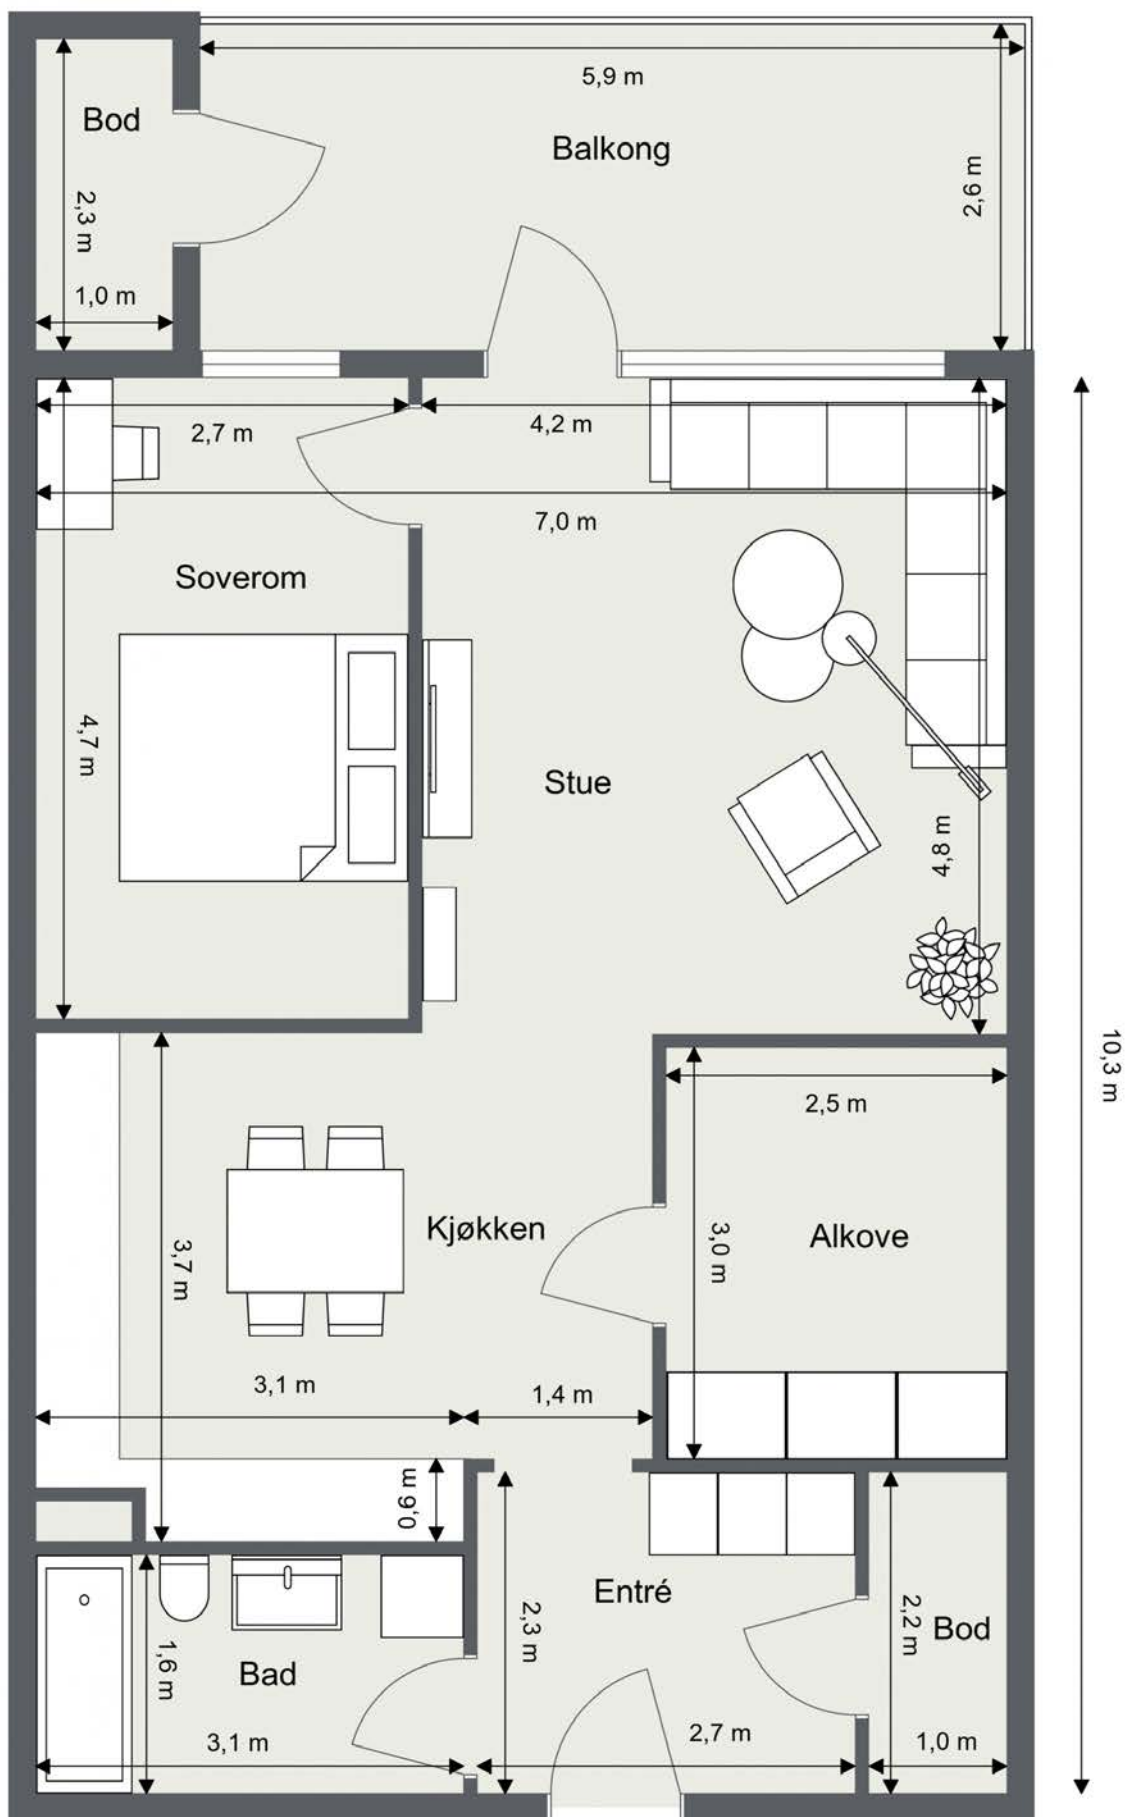 5,9 m
Bod
Balkong
2,6 m
2,3 m
1,0 m
2,7 m
4,2 m
7,0 m
Soverom
4,7 m
Stue
4,8 m
10,3 m
2,5 m
Kjøkken
3,0 m
Alkove
3,7 m
3,1 m
1,4 m
0,6 m
Entré
2,3 m
2,2 m
Bod
1,6 m
Bad
3,1 m
2,7 m
1,0 m